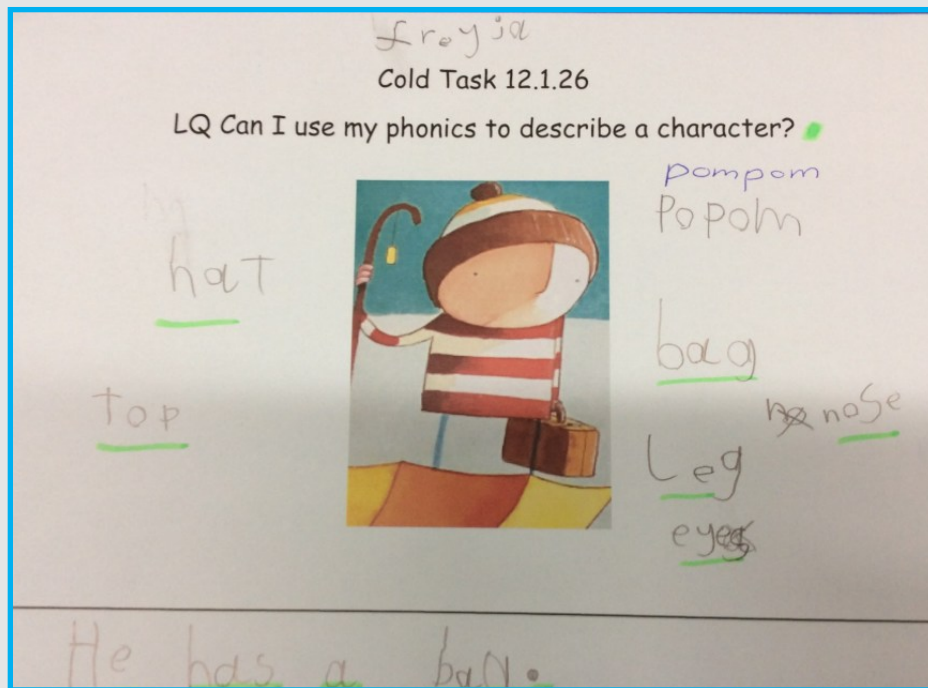 freyja
Cold Task 12.1.26
LQ Can I use my phonics to describe a character?
pompom
Popom
hat
bag
Top
nose
Leg
eyes
He has a bag.